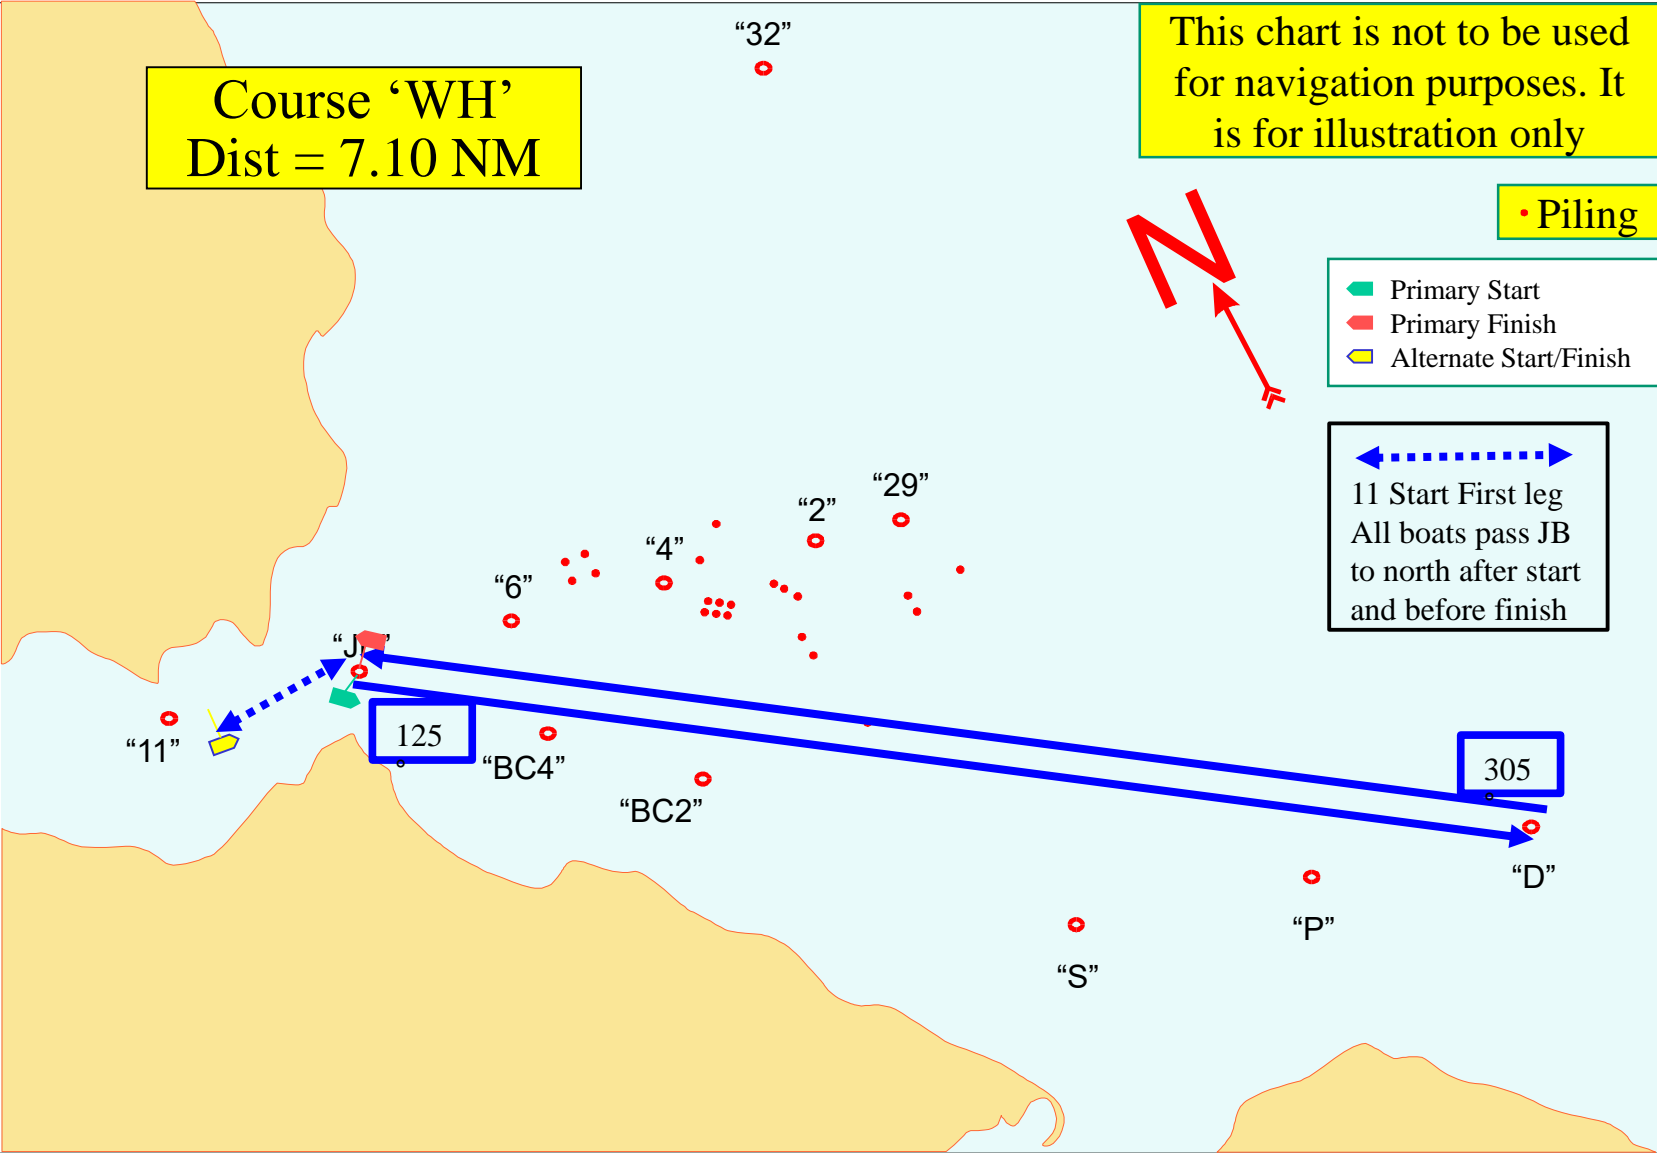 “32”
This chart is not to be used
for navigation purposes. It
is for illustration only
Course ‘WH’
Dist = 7.10 NM
N
• Piling
Primary Start
Primary Finish
Alternate Start/Finish
11 Start First leg
All boats pass JB
to north after start
and before finish
“29”
“2”
“4”
“6”
“11”
125
“BC4”
“BC2”
305
“D”
“P”
“S”